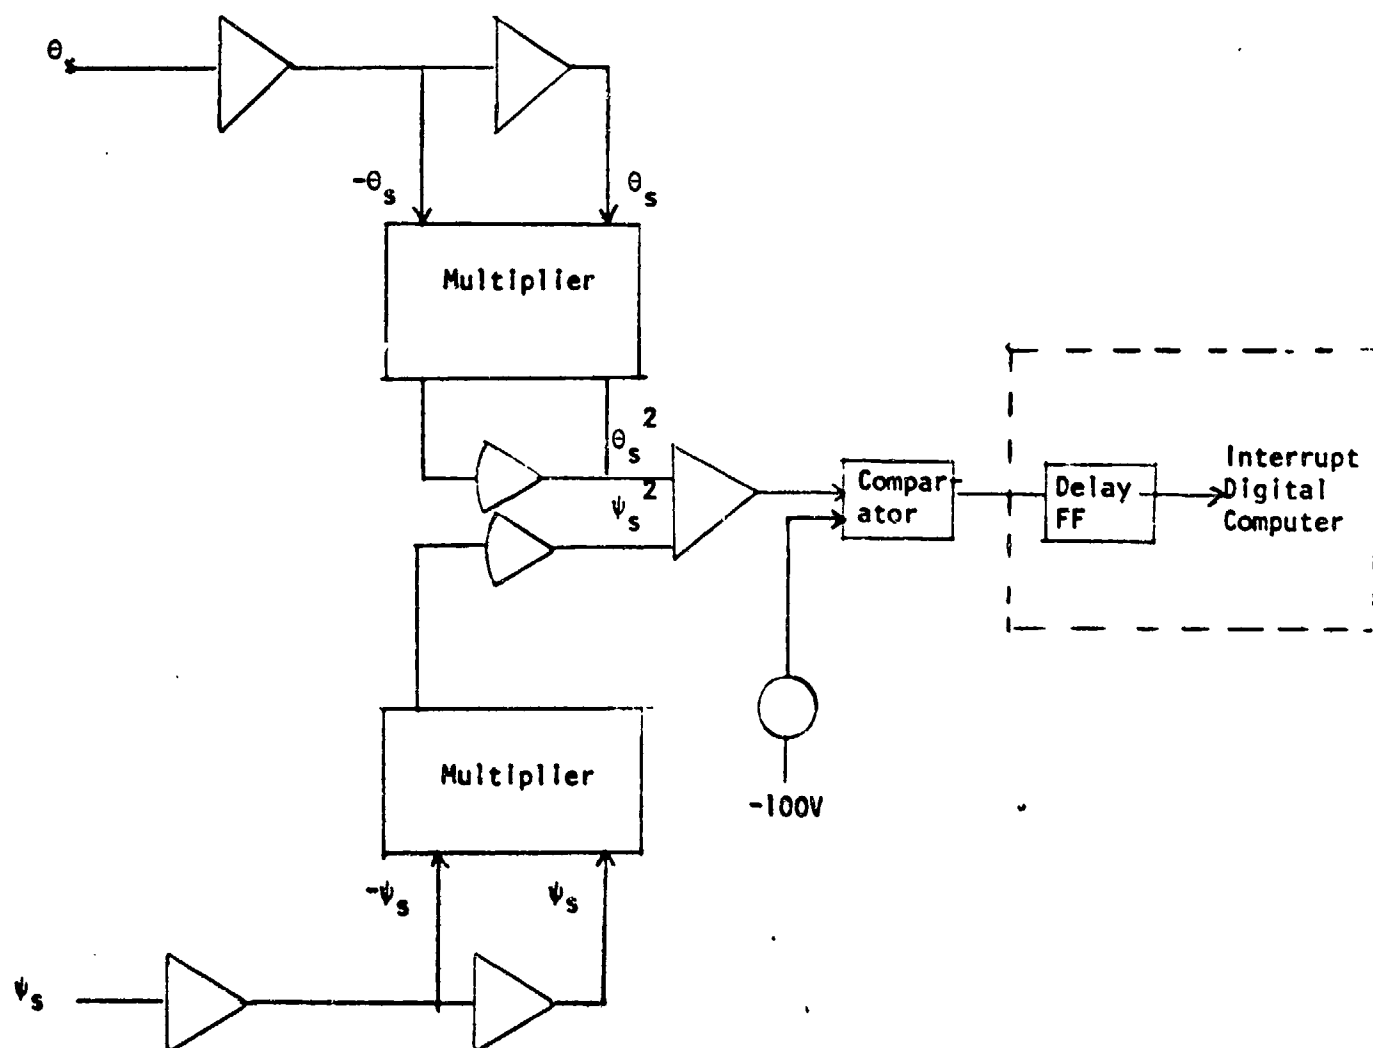 θs
-θs
θs
Multiplier
θs²
ψs²
Compar-
ator
Delay
FF
Interrupt
Digital
Computer
Multiplier
-100V
-ψs
ψs
ψs